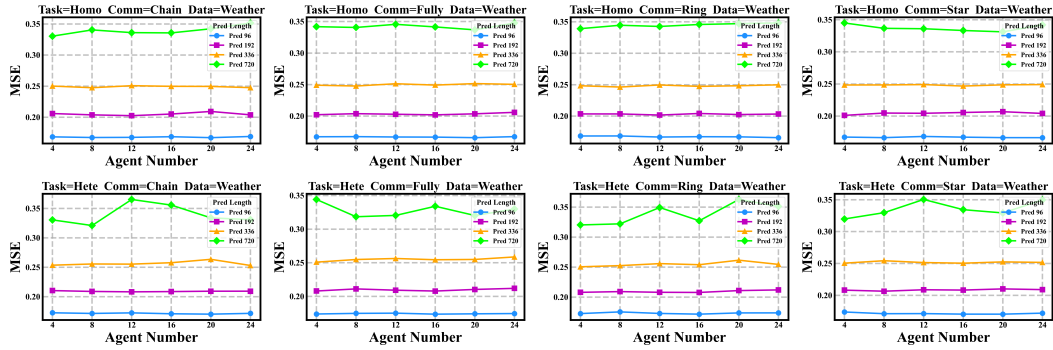 Task=Homo Comm=Chain Data=Weather
MSE
0.35
0.30
0.25
0.20
Pred Length
Pred 96
Pred 192
Pred 336
Pred 720
4 8 12 16 20 24
Agent Number
Task=Homo Comm=Fully Data=Weather
MSE
0.35
0.30
0.25
0.20
Pred Length
Pred 96
Pred 192
Pred 336
Pred 720
4 8 12 16 20 24
Agent Number
Task=Homo Comm=Ring Data=Weather
MSE
0.35
0.30
0.25
0.20
Pred Length
Pred 96
Pred 192
Pred 336
Pred 720
4 8 12 16 20 24
Agent Number
Task=Homo Comm=Star Data=Weather
MSE
0.35
0.30
0.25
0.20
Pred Length
Pred 96
Pred 192
Pred 336
Pred 720
4 8 12 16 20 24
Agent Number
Task=Hete Comm=Chain Data=Weather
MSE
0.35
0.30
0.25
0.20
Pred Length
Pred 96
Pred 192
Pred 336
Pred 720
4 8 12 16 20 24
Agent Number
Task=Hete Comm=Fully Data=Weather
MSE
0.35
0.30
0.25
0.20
Pred Length
Pred 96
Pred 192
Pred 336
Pred 720
4 8 12 16 20 24
Agent Number
Task=Hete Comm=Ring Data=Weather
MSE
0.35
0.30
0.25
0.20
Pred Length
Pred 96
Pred 192
Pred 336
Pred 720
4 8 12 16 20 24
Agent Number
Task=Hete Comm=Star Data=Weather
MSE
0.35
0.30
0.25
0.20
Pred Length
Pred 96
Pred 192
Pred 336
Pred 720
4 8 12 16 20 24
Agent Number